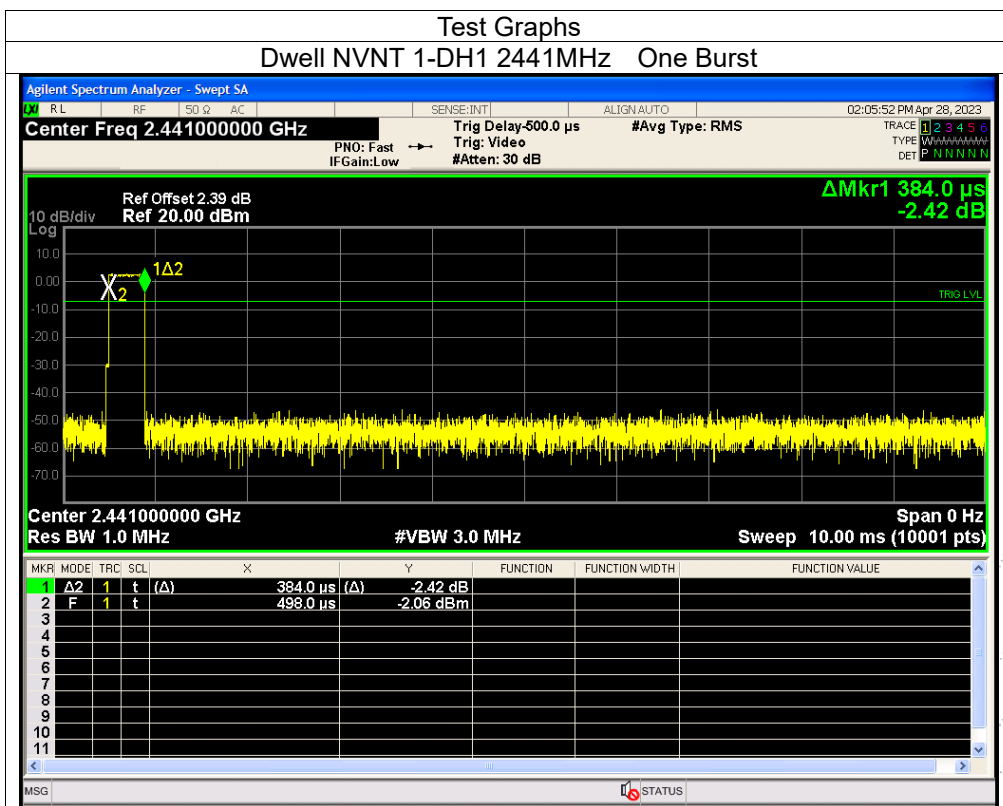 Test Graphs
Dwell NVNT 1-DH1 2441MHz One Burst
Agilent Spectrum Analyzer - Swept SA
LXI RL RF 50 Ω AC SENSE:INT ALIGN AUTO 02:05:52 PM Apr 28, 2023
Center Freq 2.441000000 GHz
PNO: Fast
IFGain:Low
Trig Delay-500.0 µs
Trig: Video
#Atten: 30 dB
#Avg Type: RMS
TRACE 1 2 3 4 5 6
TYPE W
DET P N N N N N
ΔMkr1 384.0 µs
-2.42 dB
Ref Offset 2.39 dB
10 dB/div Ref 20.00 dBm
Log
10.0
0.00
-10.0
-20.0
-30.0
-40.0
-50.0
-60.0
-70.0
X2
1Δ2
TRIG LVL
Center 2.441000000 GHz Span 0 Hz
Res BW 1.0 MHz #VBW 3.0 MHz Sweep 10.00 ms (10001 pts)
MKR MODE TRC SCL X Y FUNCTION FUNCTION WIDTH FUNCTION VALUE
1 Δ2 1 t (Δ) 384.0 µs (Δ) -2.42 dB
2 F 1 t 498.0 µs -2.06 dBm
3
4
5
6
7
8
9
10
11
MSG STATUS